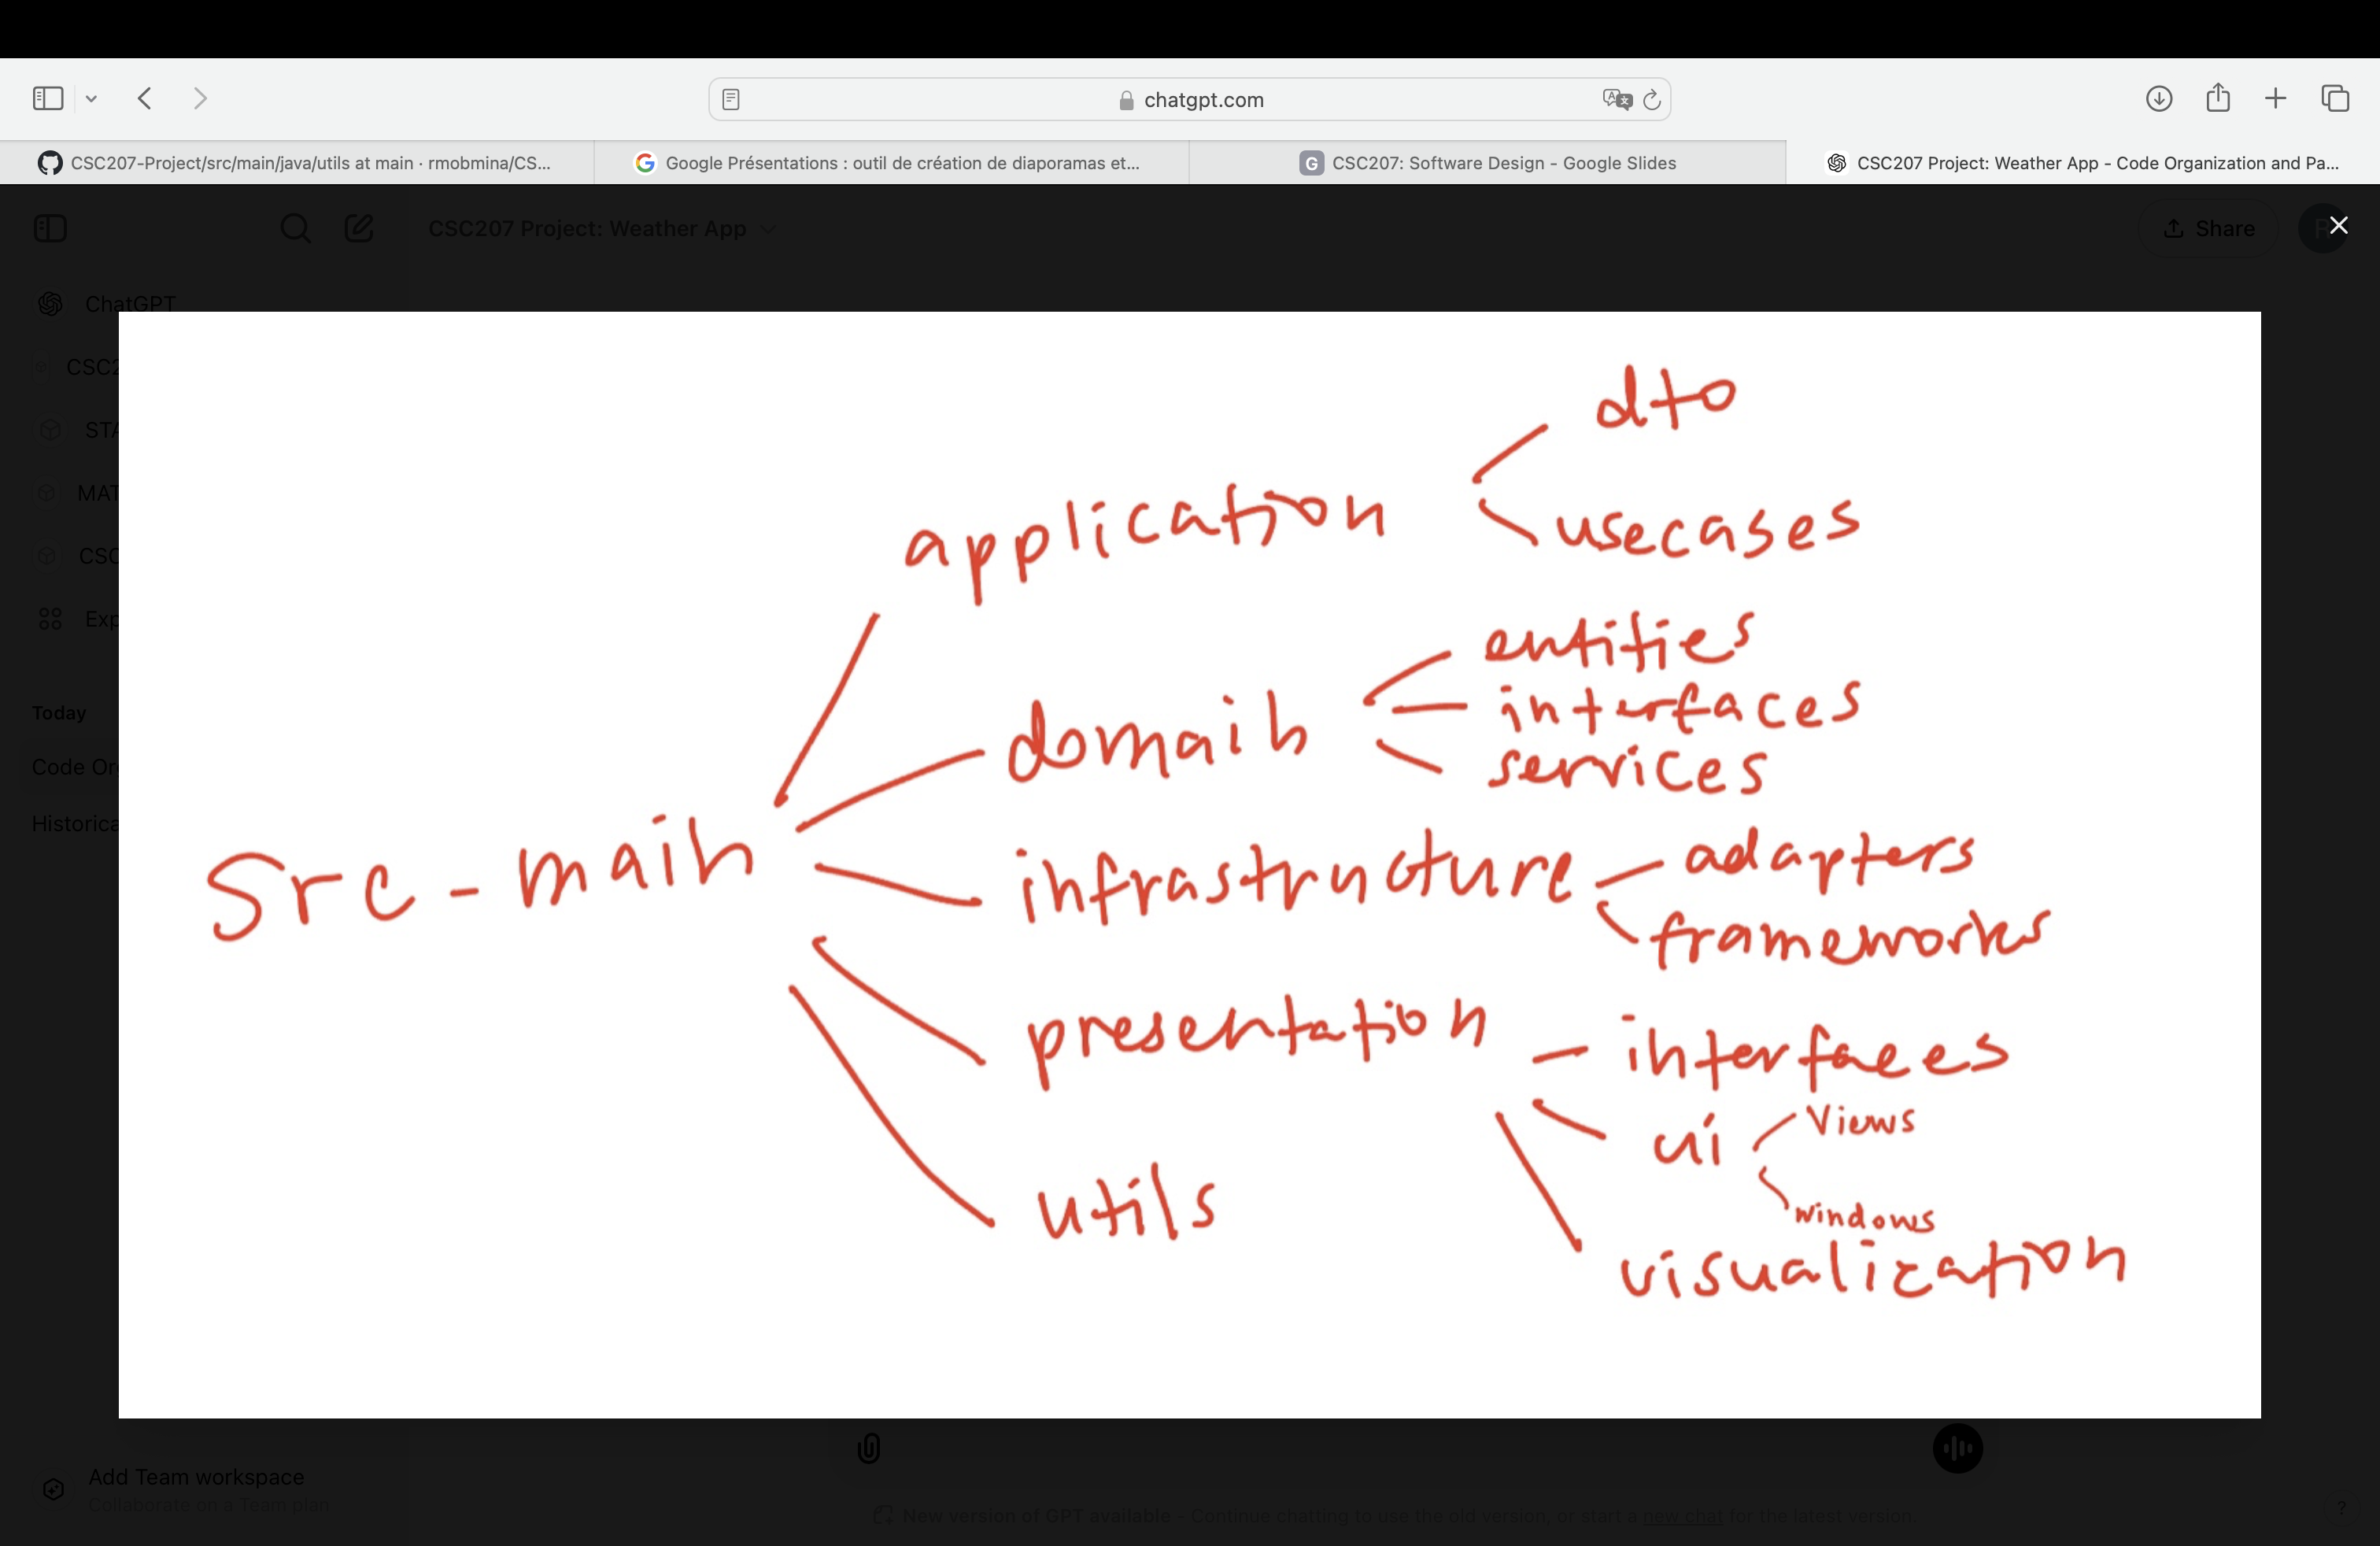 chatgpt.com
CSC207-Project/src/main/java/utils at main · rmobmina/CS...
Google Présentations : outil de création de diaporamas et...
G CSC207: Software Design - Google Slides
CSC207 Project: Weather App - Code Organization and Pa...
CSC207 Project: Weather App
Share
ChatGPT
CSC2
STA
MAT
CSC
Exp
Today
Code Org
Historica
dto
application
usecases
entities
domain
interfaces
services
Src - main
infrastructure
adapters
frameworks
presentation
interfaces
ui
Views
windows
utils
visualization
Add Team workspace
Collaborate on a Team plan
New version of GPT available - Continue chatting to use the old version, or start a new chat for the latest version.
?